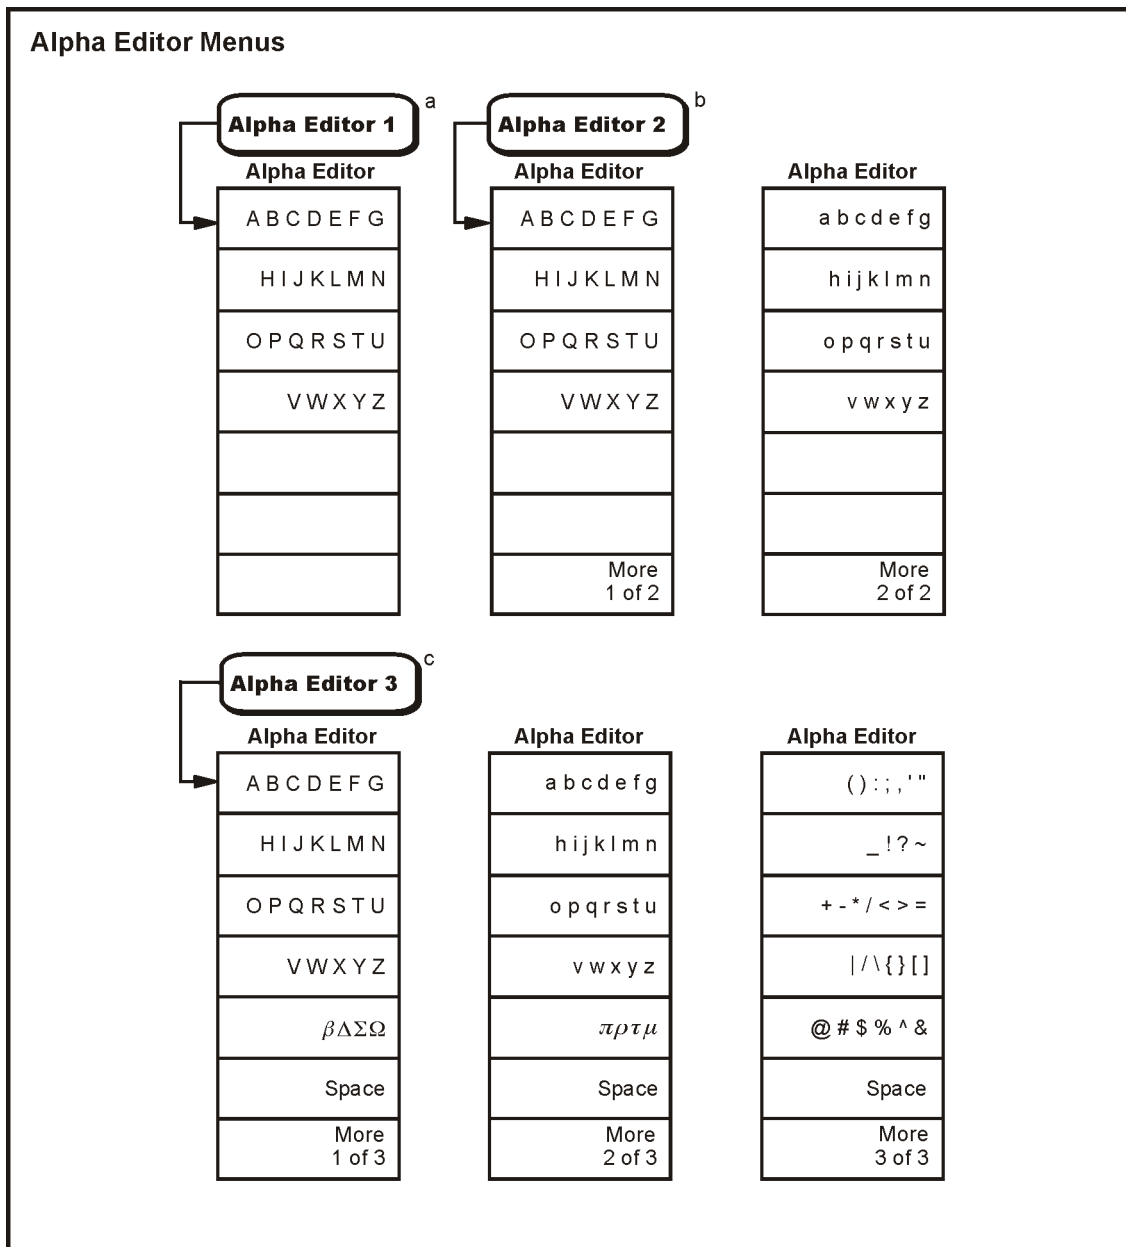 Alpha Editor Menus
Alpha Editor 1 a
Alpha Editor
A B C D E F G
H I J K L M N
O P Q R S T U
V W X Y Z
Alpha Editor 2 b
Alpha Editor
A B C D E F G
H I J K L M N
O P Q R S T U
V W X Y Z
More
1 of 2
Alpha Editor
a b c d e f g
h i j k l m n
o p q r s t u
v w x y z
More
2 of 2
Alpha Editor 3 c
Alpha Editor
A B C D E F G
H I J K L M N
O P Q R S T U
V W X Y Z
βΔΣΩ
Space
More
1 of 3
Alpha Editor
a b c d e f g
h i j k l m n
o p q r s t u
v w x y z
πρτμ
Space
More
2 of 3
Alpha Editor
( ) : ; , ' "
_ ! ? ~
+ - * / < > =
| / \ { } [ ]
@ # $ % ^ &
Space
More
3 of 3